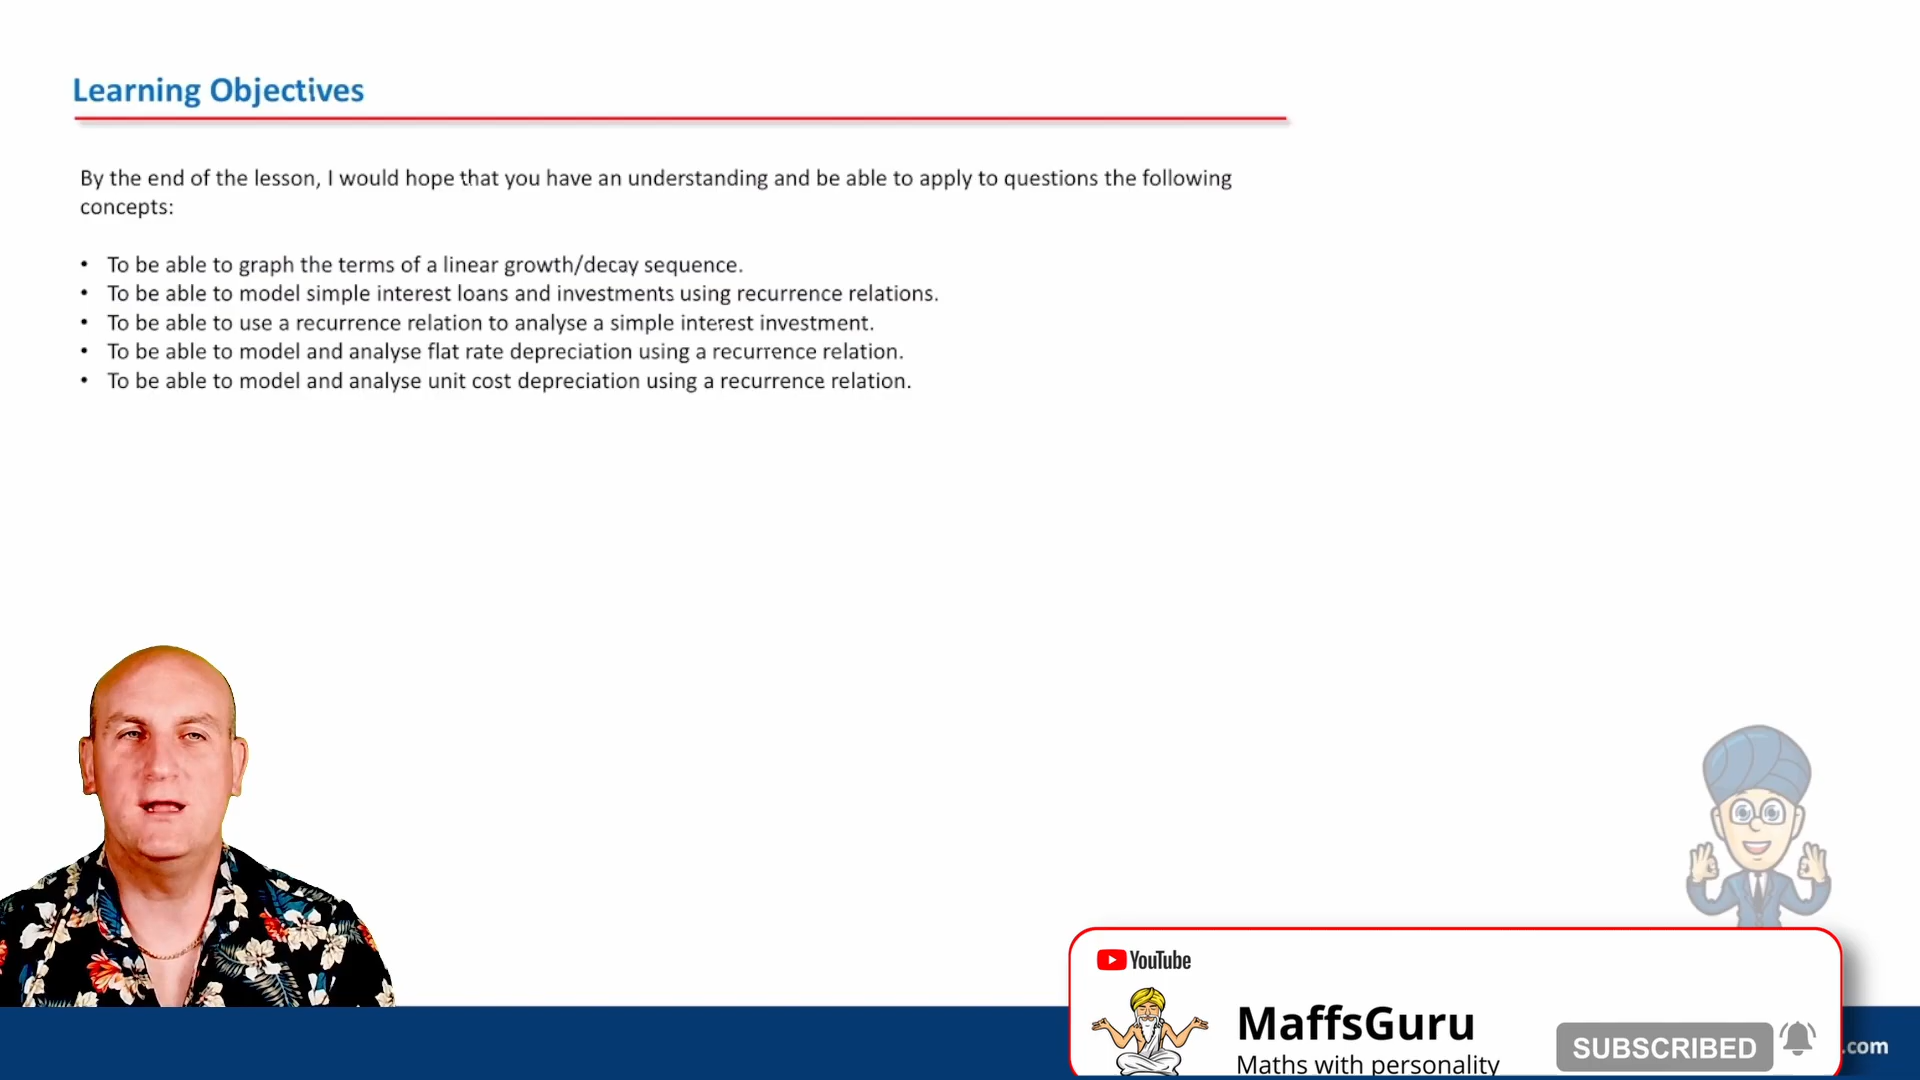 Learning Objectives
By the end of the lesson, I would hope that you have an understanding and be able to apply to questions the following
concepts:
• To be able to graph the terms of a linear growth/decay sequence.
• To be able to model simple interest loans and investments using recurrence relations.
• To be able to use a recurrence relation to analyse a simple interest investment.
• To be able to model and analyse flat rate depreciation using a recurrence relation.
• To be able to model and analyse unit cost depreciation using a recurrence relation.
YouTube
MaffsGuru
Maths with personality
SUBSCRIBED
.com